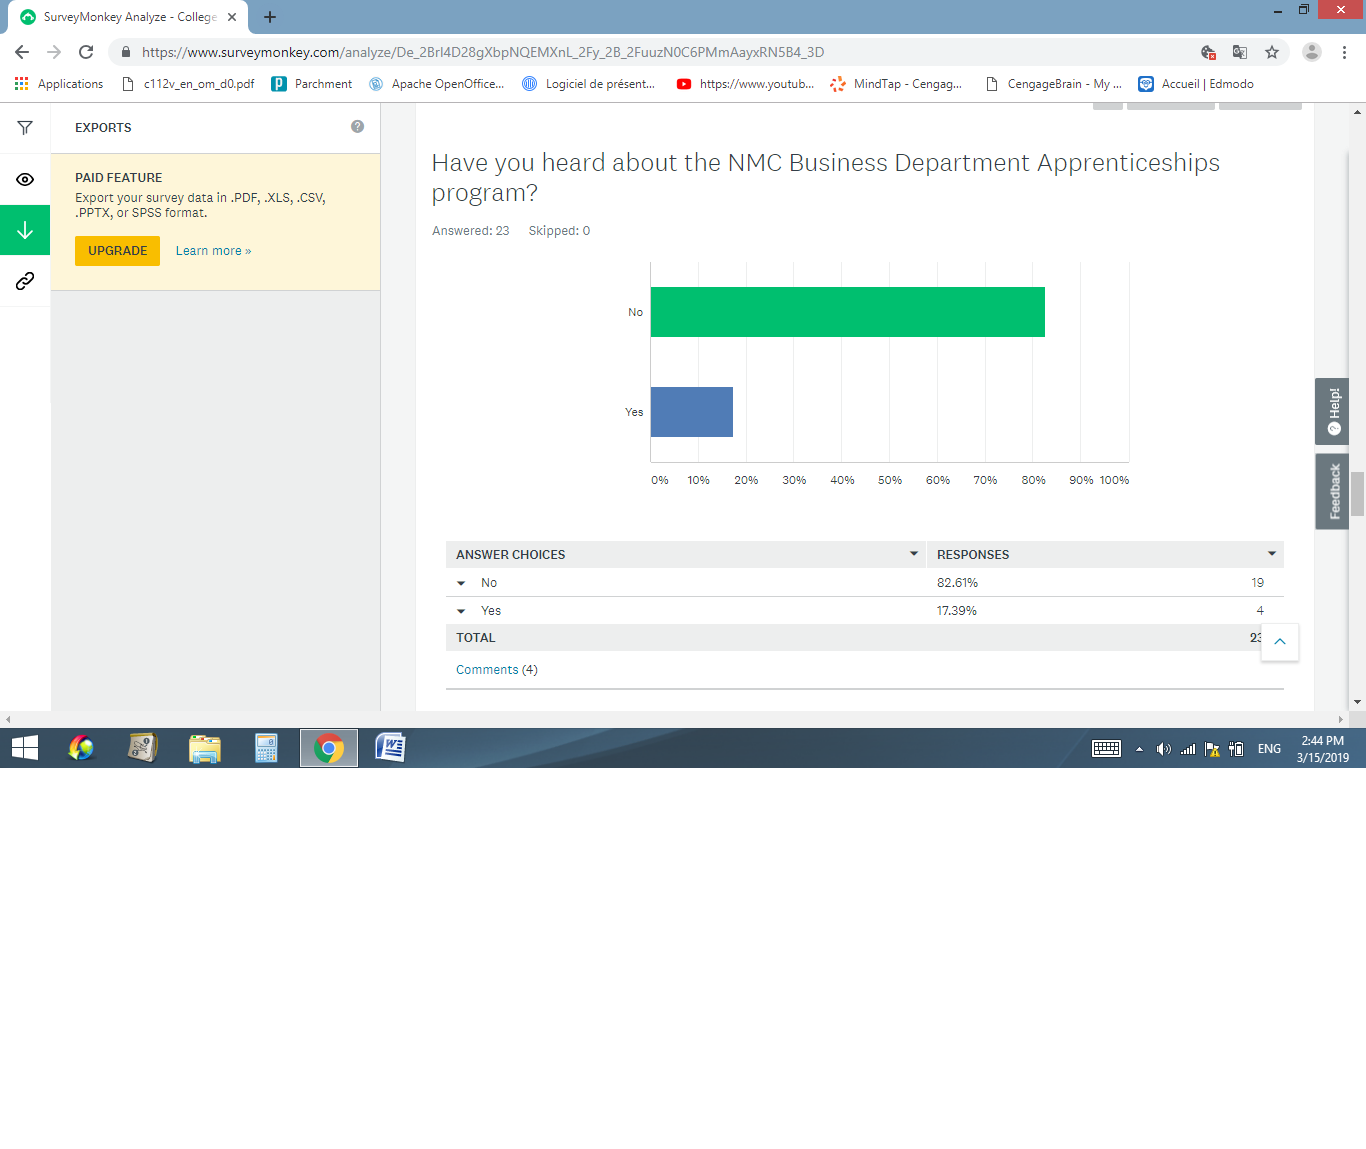 SurveyMonkey Analyze - College
https://www.surveymonkey.com/analyze/De_2BrI4D28gXbpNQEMXnL_2Fy_2B_2FuuzN0C6PMmAayxRN5B4_3D
Applications c112v_en_om_d0.pdf Parchment Apache OpenOffice... Logiciel de présent... https://www.youtub... MindTap - Cengag... CengageBrain - My ... Accueil | Edmodo
EXPORTS
PAID FEATURE
Export your survey data in .PDF, .XLS, .CSV,
.PPTX, or SPSS format.
UPGRADE Learn more »
Have you heard about the NMC Business Department Apprenticeships
program?
Answered: 23 Skipped: 0
No
Yes
0% 10% 20% 30% 40% 50% 60% 70% 80% 90% 100%
Help!
Feedback
ANSWER CHOICES RESPONSES
No 82.61% 19
Yes 17.39% 4
TOTAL 23
Comments (4)
ENG
2:44 PM
3/15/2019